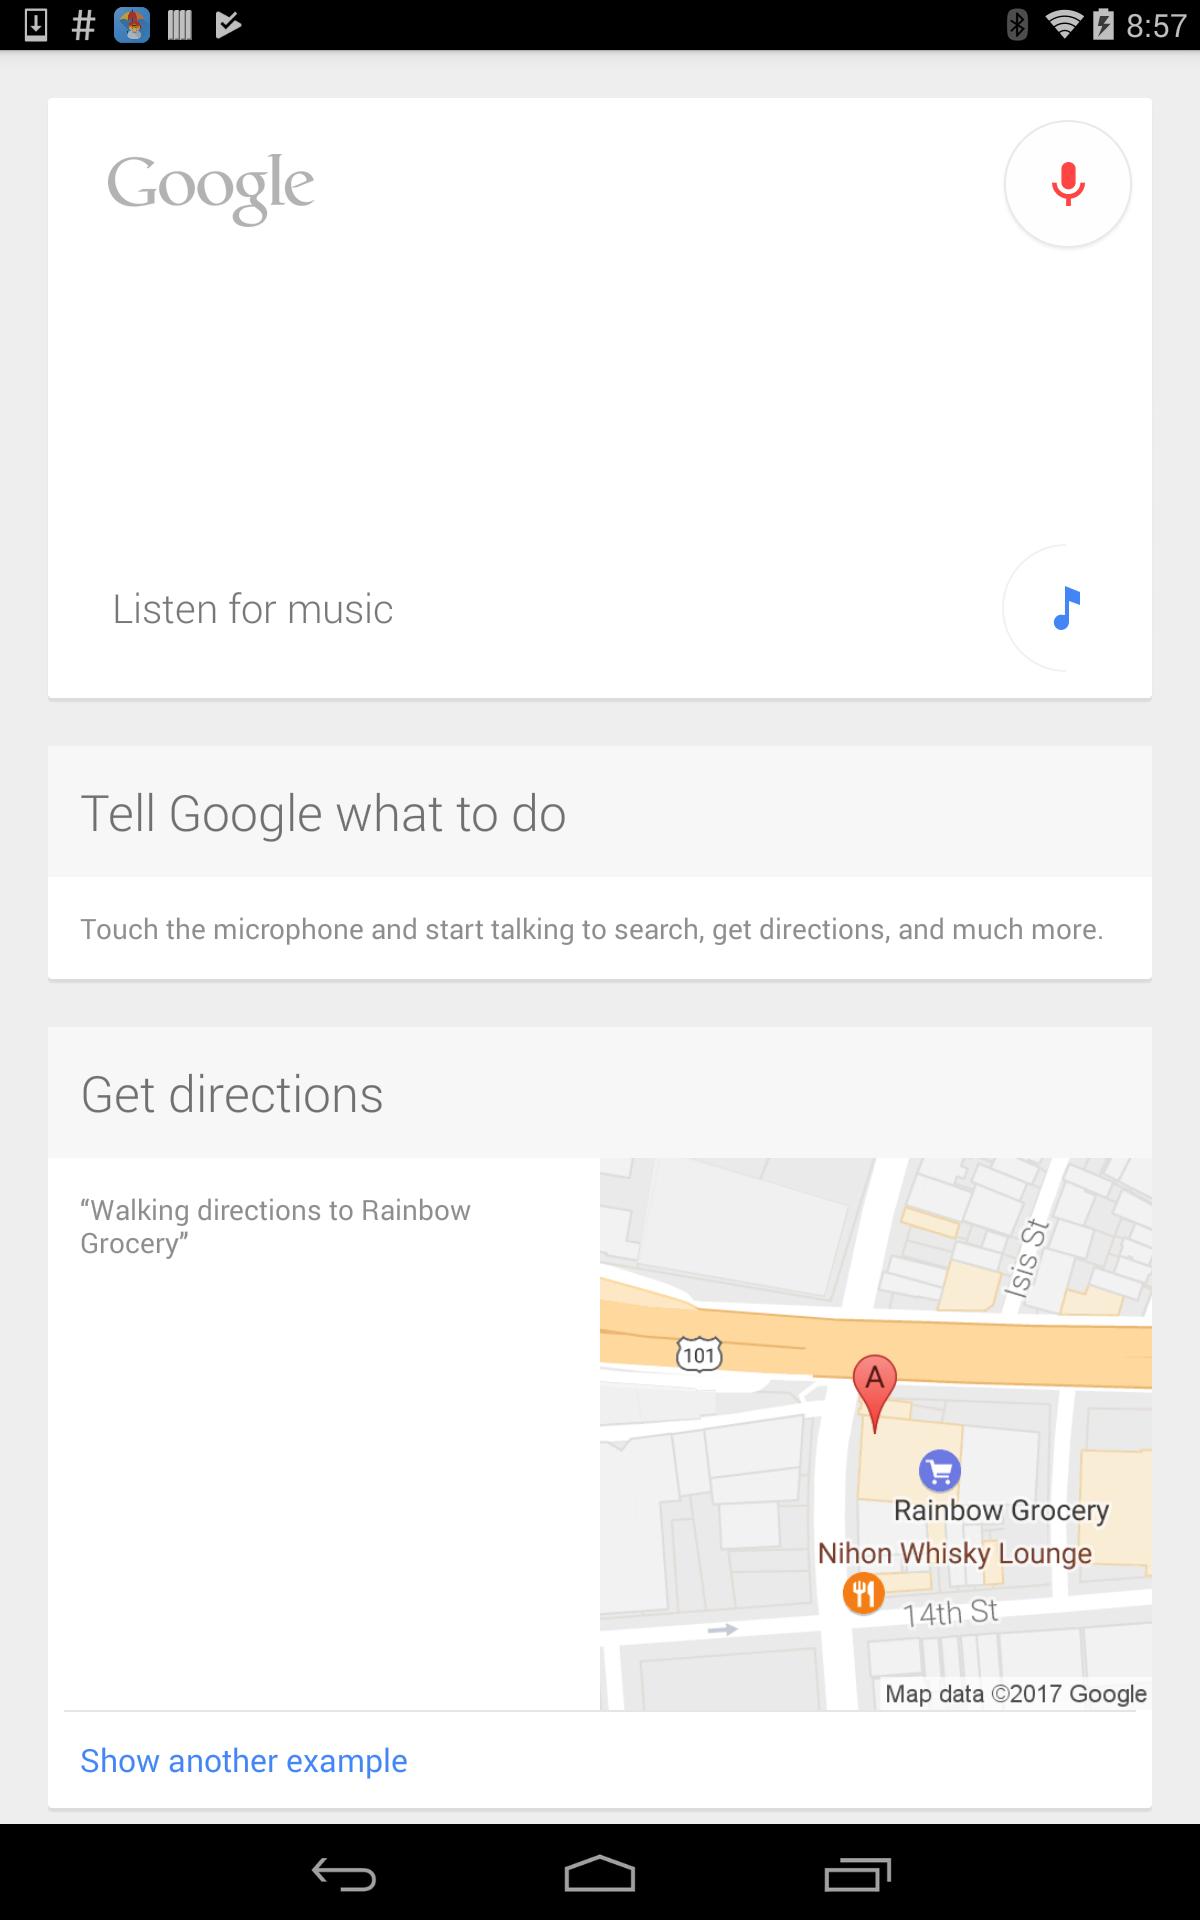 8:57
Google
Listen for music
Tell Google what to do
Touch the microphone and start talking to search, get directions, and much more.
Get directions
“Walking directions to Rainbow
Grocery”
Isis St
101
A
Rainbow Grocery
Nihon Whisky Lounge
14th St
Map data ©2017 Google
Show another example